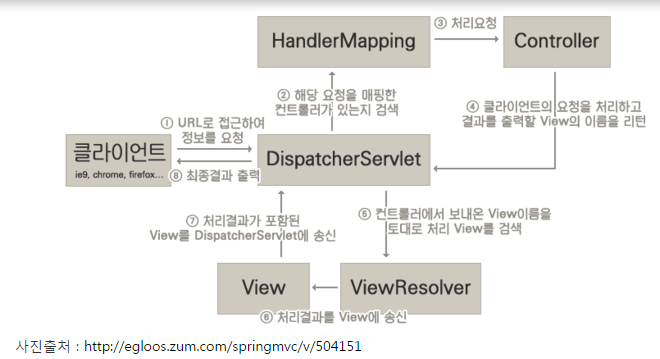 HandlerMapping
③ 처리요청
Controller
② 해당 요청을 매핑한
컨트롤러가 있는지 검색
④ 클라이언트의 요청을 처리하고
결과를 출력할 View의 이름을 리턴
① URL로 접근하여
정보를 요청
클라이언트
ie9, chrome, firefox...
⑧ 최종결과 출력
DispatcherServlet
⑦ 처리결과가 포함된
View를 DispatcherServlet에 송신
⑤ 컨트롤러에서 보내온 View이름을
토대로 처리 View를 검색
View
ViewResolver
⑥ 처리결과를 View에 송신
사진출처 : http://egloos.zum.com/springmvc/v/504151